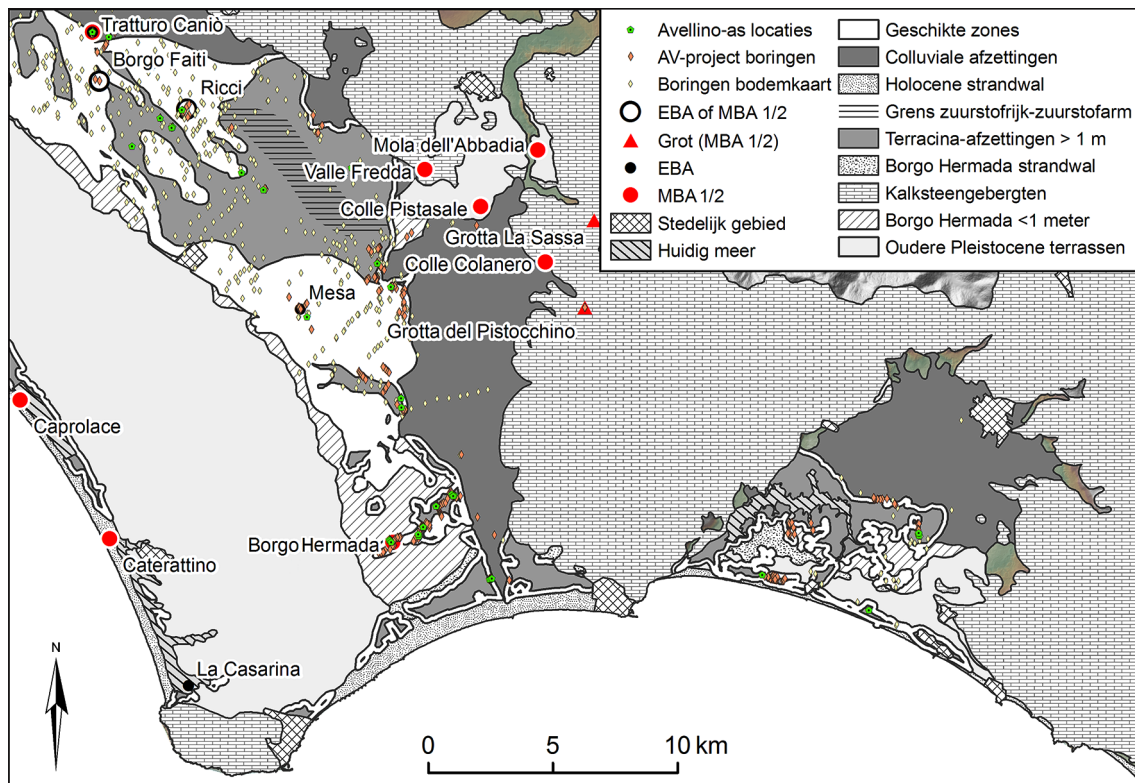 Tratturo Caniò
Borgo Faiti
Ricci
Mola dell'Abbadia
Valle Fredda
Colle Pistasale
Grotta La Sassa
Colle Colanero
Mesa
Grotta del Pistocchino
Caprolace
Borgo Hermada
Caterattino
La Casarina
N
0 5 10 km
Avellino-as locaties
AV-project boringen
Boringen bodemkaart
EBA of MBA 1/2
Grot (MBA 1/2)
EBA
MBA 1/2
Stedelijk gebied
Huidig meer
Geschikte zones
Colluviale afzettingen
Holocene strandwal
Grens zuurstofrijk-zuurstofarm
Terracina-afzettingen > 1 m
Borgo Hermada strandwal
Kalksteengebergten
Borgo Hermada <1 meter
Oudere Pleistocene terrassen